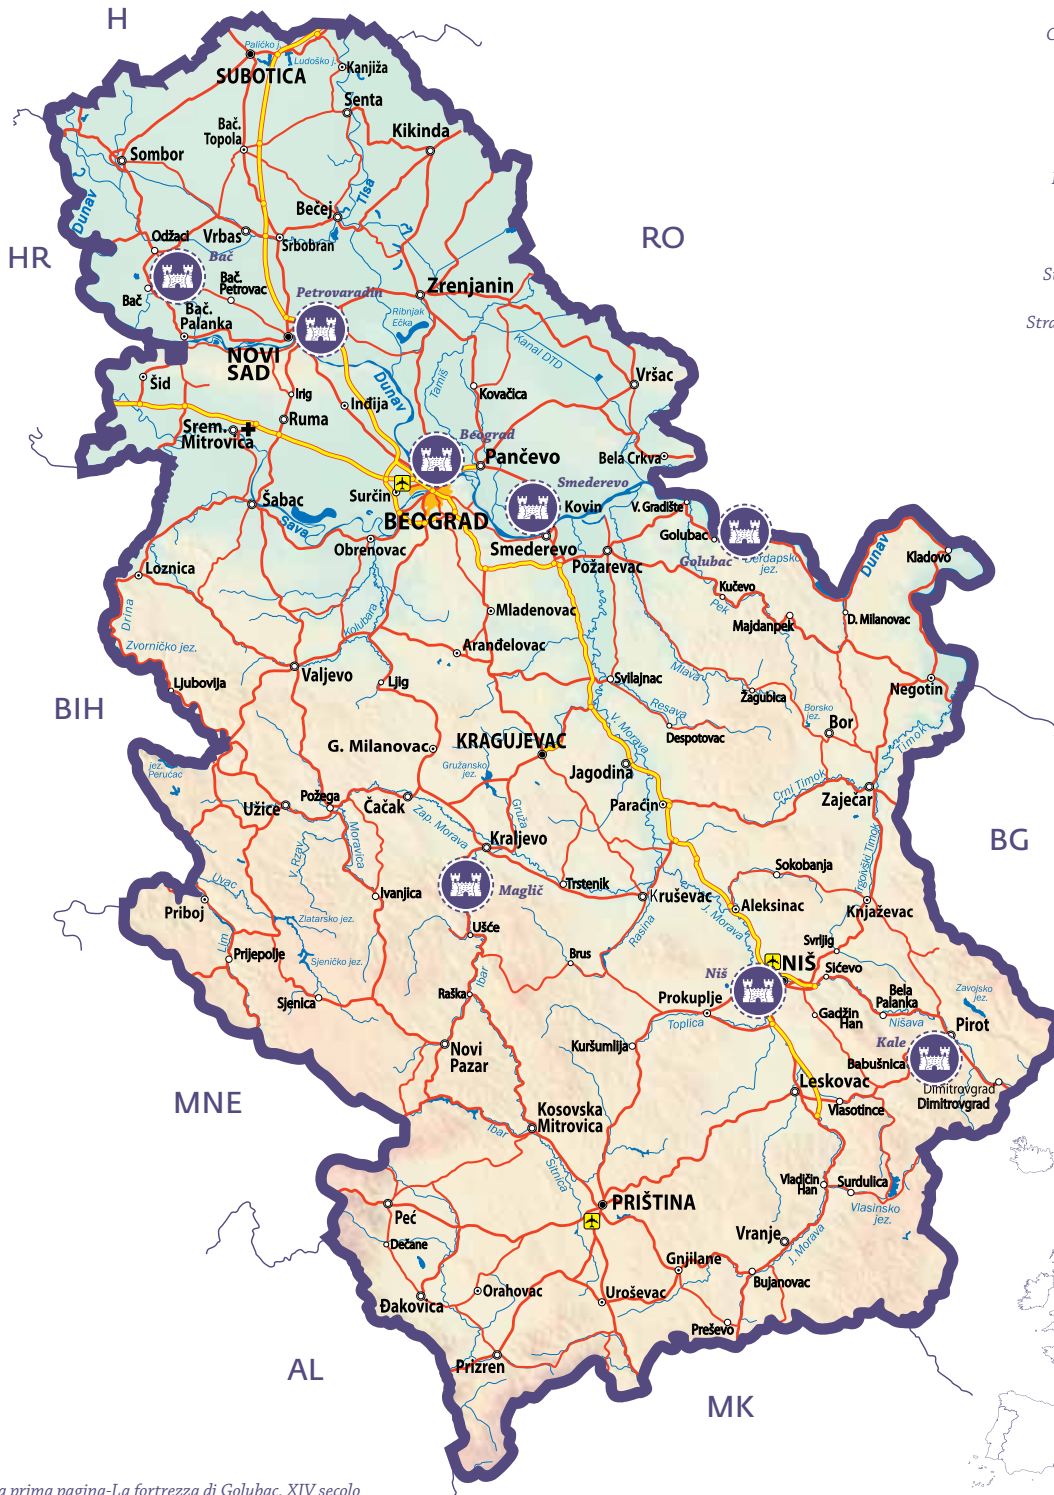 H
Palićko j.
Ludoško j.
SUBOTICA
Kanjiža
Senta
Bač.
Topola
Kikinda
Sombor
Tisa
Dunav
Bečej
Odžaci
Vrbas
Srbobran
RO
HR
Bač
Bač
Bač.
Petrovac
Petrovaradin
Zrenjanin
Bač.
Palanka
Ribnjak
Ečka
Kanal DTD
NOVI
SAD
Šid
Irig
Inđija
Dunav
Tamiš
Kovačica
Vršac
Ruma
Srem.
Mitrovica
Beograd
Pančevo
Bela Crkva
Smederevo
Surčin
Kovin
V. Gradište
Šabac
Sava
BEOGRAD
Obrenovac
Smederevo
Golubac
Golubac
Đerdapsko
jez.
Dunav
Kladovo
Požarevac
Loznica
Kučevo
Pek
Drina
Mladenovac
Majdanpek
D. Milanovac
Kolubara
Zvorničko jez.
Aranđelovac
Mlava
Valjevo
Ljubovija
Ljig
Svilajnac
Žagubica
Negotin
Resava
Borsko
jez.
BIH
Bor
Despotovac
V. Morava
Timok
G. Milanovac
KRAGUJEVAC
jez.
Perućac
Gružansko
jez.
Jagodina
Crni Timok
Požega
Čačak
Užice
Gruža
Paraćin
Zaječar
Zap. Morava
Kraljevo
Moravica
V. Rzav
BG
Sokobanja
Trgoviški Timok
Uvac
Maglič
Trstenik
Ivanjica
Kruševac
Aleksinac
Knjaževac
Priboj
Zlatarsko jez.
J. Morava
Ušće
Rasina
Lim
Prijepolje
Sjeničko jez.
Brus
Svrljig
Ibar
Niš
NIŠ
Sićevo
Sjenica
Raška
Prokuplje
Bela
Palanka
Zavojsko
jez.
Toplica
Gadžin
Han
Nišava
Pirot
Kuršumlija
Kale
Novi
Pazar
Babušnica
Leskovac
Dimitrovgrad
Dimitrovgrad
MNE
Vlasotince
Kosovska
Mitrovica
Ibar
Sitnica
Vladičin
Han
Surdulica
PRIŠTINA
Vlasinsko
jez.
Peć
Vranje
J. Morava
Dečane
Gnjilane
Bujanovac
Orahovac
Uroševac
Đakovica
Preševo
Prizren
AL
MK
a prima pagina-La fortrezza di Golubac, XIV secolo
Stra